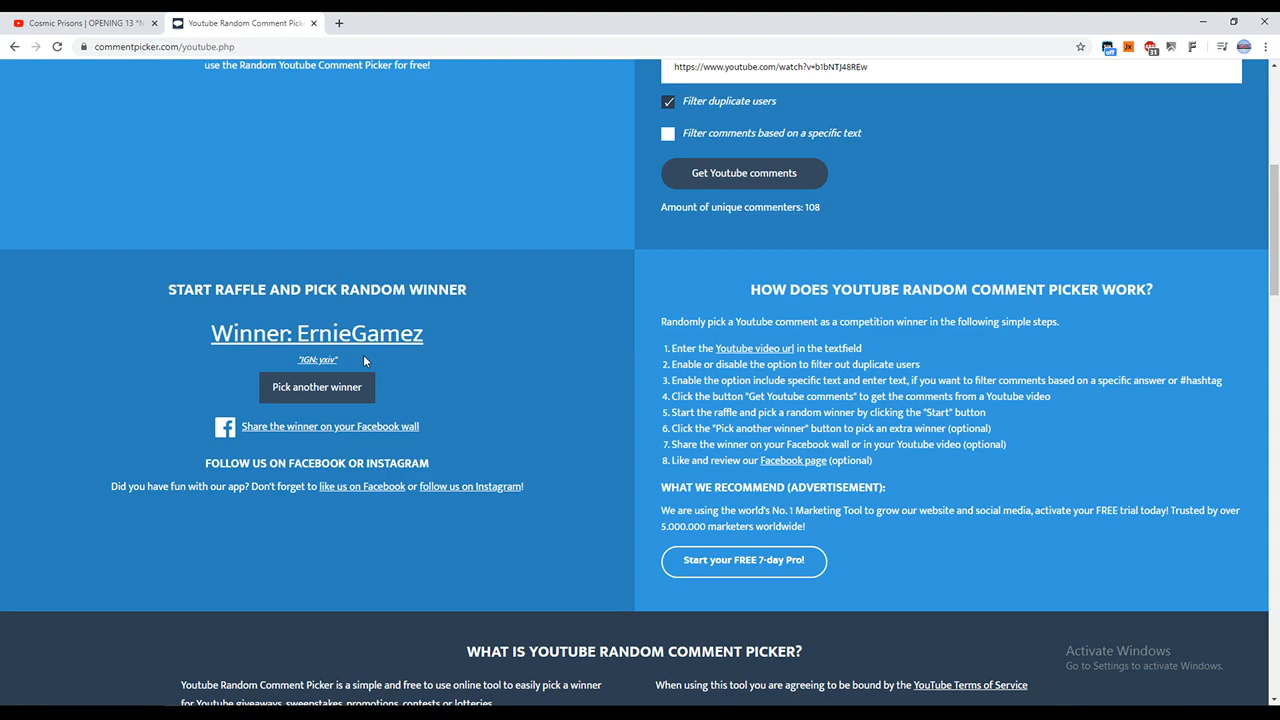 Cosmic Prisons | OPENING 13 *N
Youtube Random Comment Pick
commentpicker.com/youtube.php
off
JX
31
use the Random Youtube Comment Picker for free!
https://www.youtube.com/watch?v=b1bNTJ48REw
Filter duplicate users
Filter comments based on a specific text
Get Youtube comments
Amount of unique commenters: 108
START RAFFLE AND PICK RANDOM WINNER
Winner: ErnieGamez
"IGN: yxiv"
Pick another winner
Share the winner on your Facebook wall
FOLLOW US ON FACEBOOK OR INSTAGRAM
Did you have fun with our app? Don't forget to like us on Facebook or follow us on Instagram!
HOW DOES YOUTUBE RANDOM COMMENT PICKER WORK?
Randomly pick a Youtube comment as a competition winner in the following simple steps.
1. Enter the Youtube video url in the textfield
2. Enable or disable the option to filter out duplicate users
3. Enable the option include specific text and enter text, if you want to filter comments based on a specific answer or #hashtag
4. Click the button "Get Youtube comments" to get the comments from a Youtube video
5. Start the raffle and pick a random winner by clicking the "Start" button
6. Click the "Pick another winner" button to pick an extra winner (optional)
7. Share the winner on your Facebook wall or in your Youtube video (optional)
8. Like and review our Facebook page (optional)
WHAT WE RECOMMEND (ADVERTISEMENT):
We are using the world's No. 1 Marketing Tool to grow our website and social media, activate your FREE trial today! Trusted by over
5.000.000 marketers worldwide!
Start your FREE 7-day Pro!
WHAT IS YOUTUBE RANDOM COMMENT PICKER?
Youtube Random Comment Picker is a simple and free to use online tool to easily pick a winner
for Youtube giveaways, sweepstakes, promotions, contests or lotteries.
When using this tool you are agreeing to be bound by the YouTube Terms of Service
Activate Windows
Go to Settings to activate Windows.